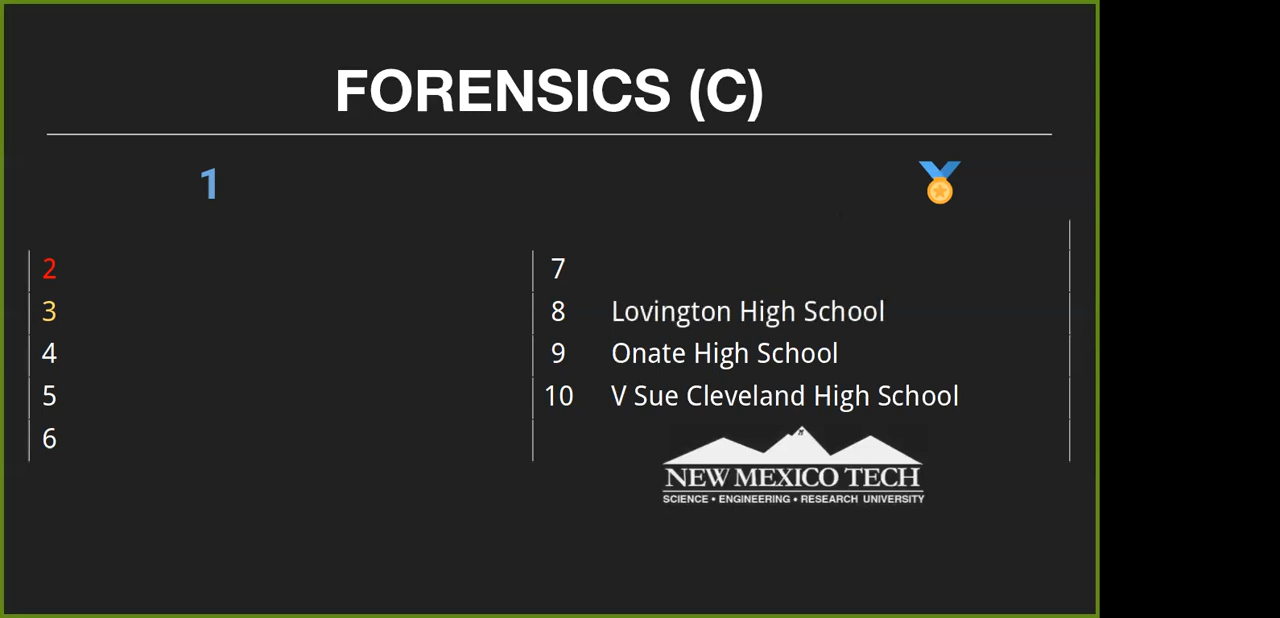 FORENSICS (C)
1
2
3
4
5
6
7
8 Lovington High School
9 Onate High School
10 V Sue Cleveland High School
NEW MEXICO TECH
SCIENCE • ENGINEERING • RESEARCH UNIVERSITY